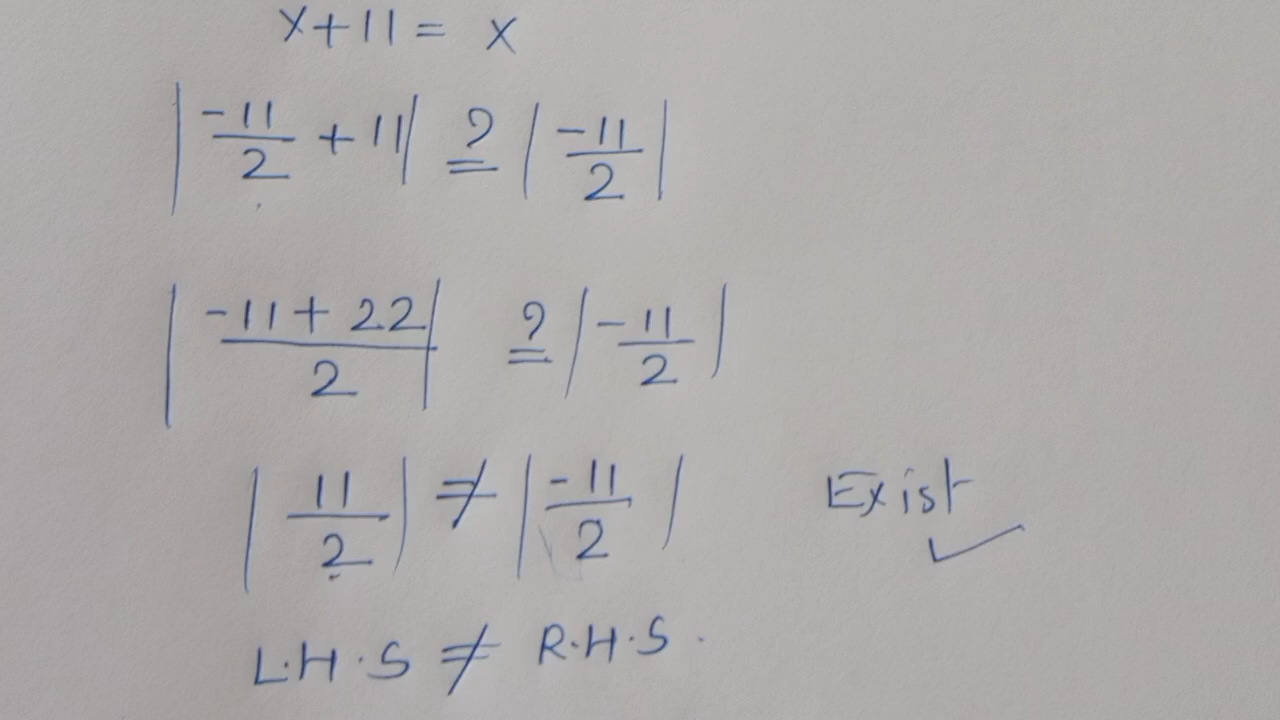 x+11 = x
|-11/2 + 11| ≟ |-11/2|
|(-11 + 22)/2| ≟ |-11/2|
|11/2| ≠ |-11/2| Exist ✓
L.H.S ≠ R.H.S.